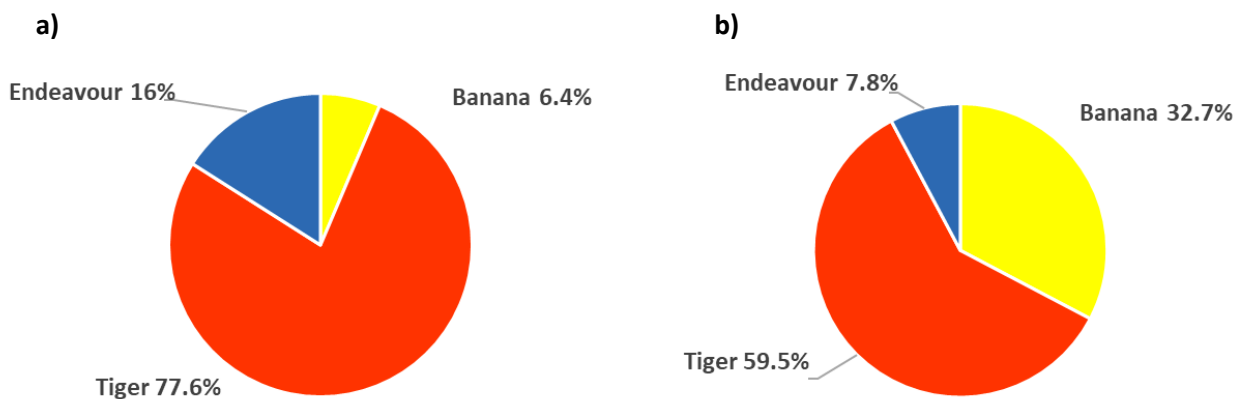 a)
Endeavour 16%
Banana 6.4%
Tiger 77.6%
b)
Endeavour 7.8%
Banana 32.7%
Tiger 59.5%